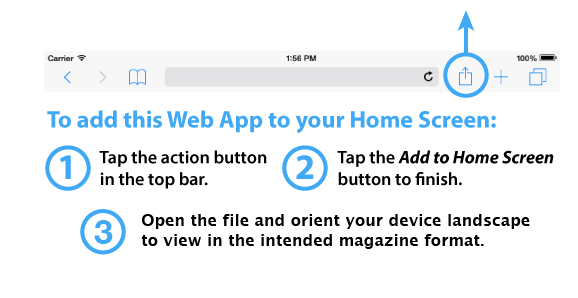 Carrier 1:56 PM 100%
To add this Web App to your Home Screen:
1 Tap the action button
in the top bar.
2 Tap the Add to Home Screen
button to finish.
3 Open the file and orient your device landscape
to view in the intended magazine format.